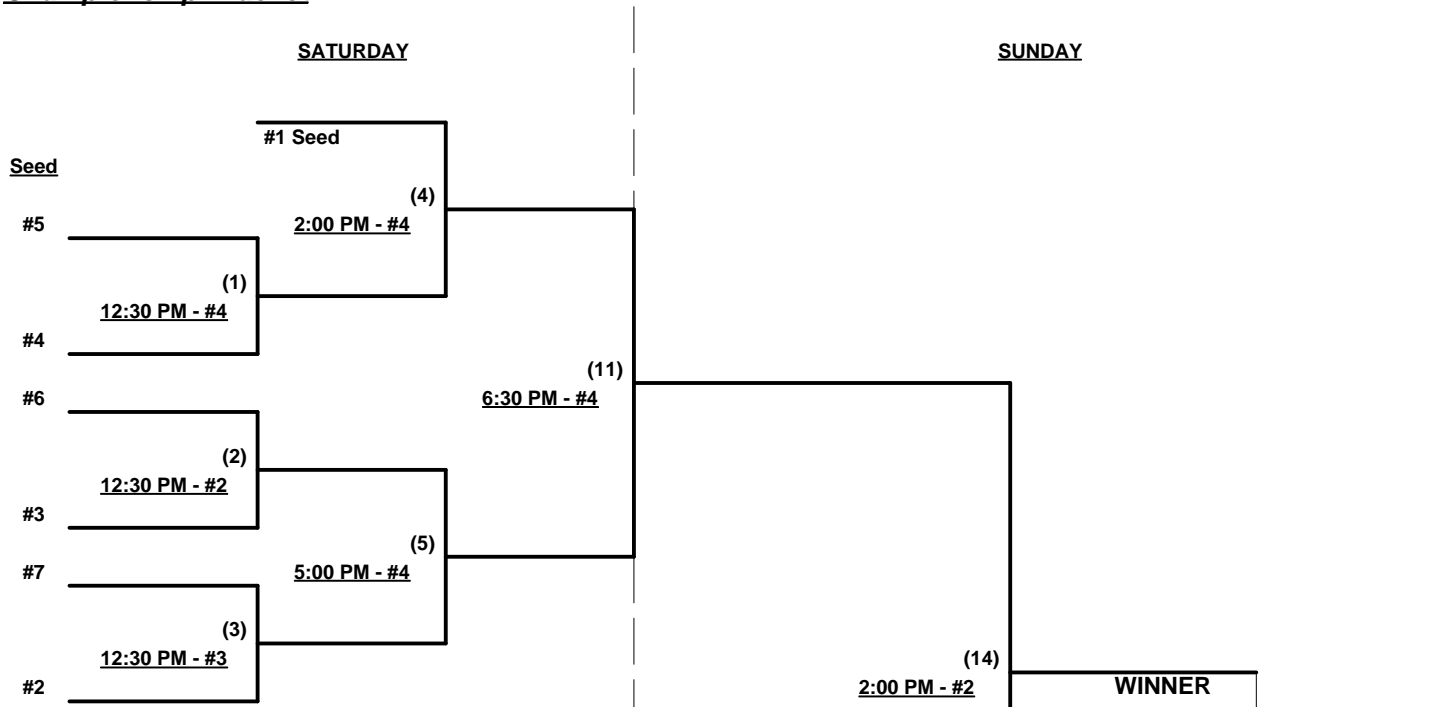 SATURDAY
SUNDAY
#1 Seed
Seed
(4)
#5
2:00 PM - #4
(1)
12:30 PM - #4
#4
(11)
#6
6:30 PM - #4
(2)
12:30 PM - #2
#3
(5)
#7
5:00 PM - #4
(3)
12:30 PM - #3
(14)
#2
2:00 PM - #2
WINNER